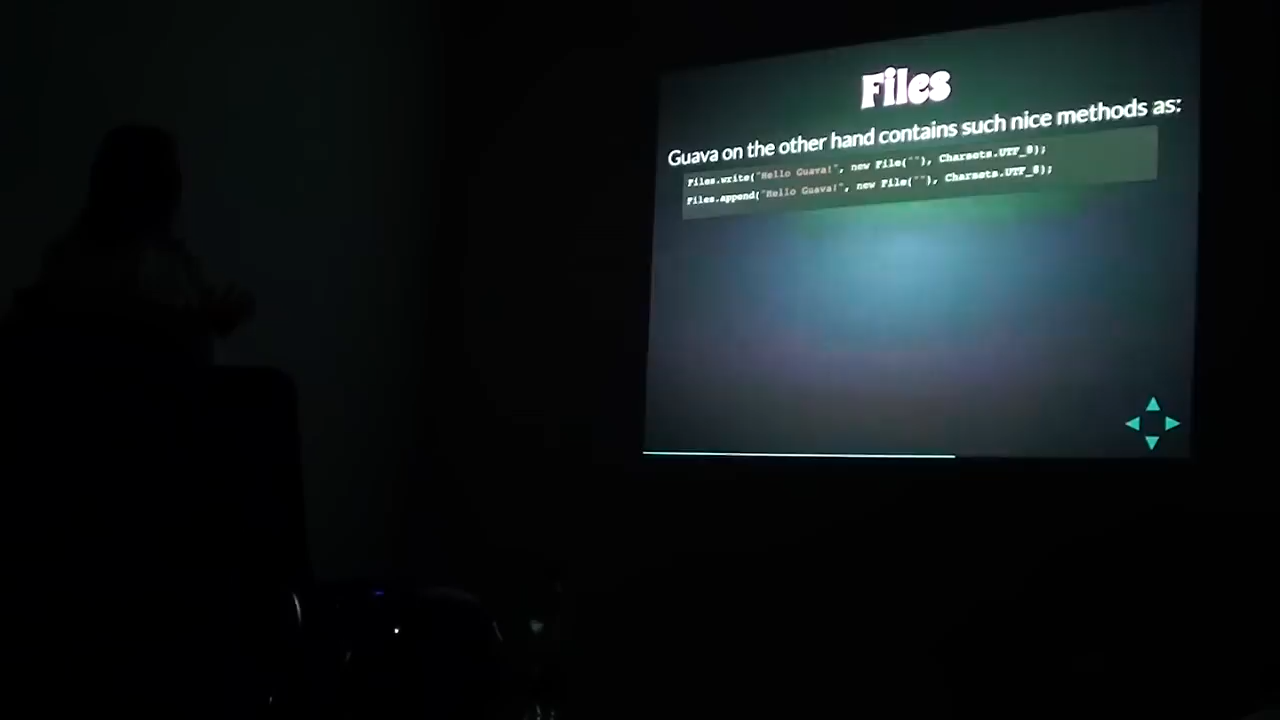 Files
Guava on the other hand contains such nice methods as:
Files.write("Hello Guava!", new File(""), Charsets.UTF_8);
Files.append("Hello Guava!", new File(""), Charsets.UTF_8);